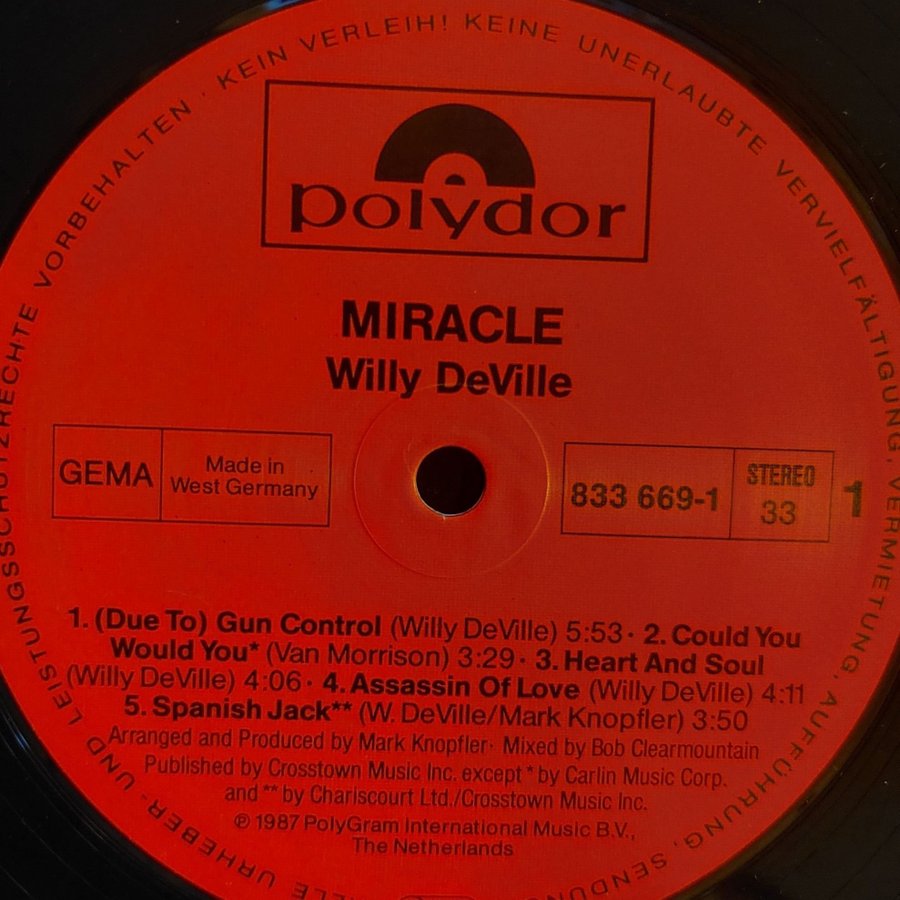 LLE URHEBER- UND LEISTUNGSSCHUTZRECHTE VORBEHALTEN · KEIN VERLEIH! KEINE UNERLAUBTE VERVIELFÄLTIGUNG, VERMIETUNG, AUFFÜHRUNG, SENDUNG
polydor
MIRACLE
Willy DeVille
GEMA
Made in
West Germany
833 669-1
STEREO
33
1
1. (Due To) Gun Control (Willy DeVille) 5:53 · 2. Could You
Would You* (Van Morrison) 3:29 · 3. Heart And Soul
(Willy DeVille) 4:06 · 4. Assassin Of Love (Willy DeVille) 4:11
5. Spanish Jack** (W. DeVille/Mark Knopfler) 3:50
Arranged and Produced by Mark Knopfler · Mixed by Bob Clearmountain
Published by Crosstown Music Inc. except * by Carlin Music Corp.
and ** by Chariscourt Ltd./Crosstown Music Inc.
℗ 1987 PolyGram International Music B.V.,
The Netherlands